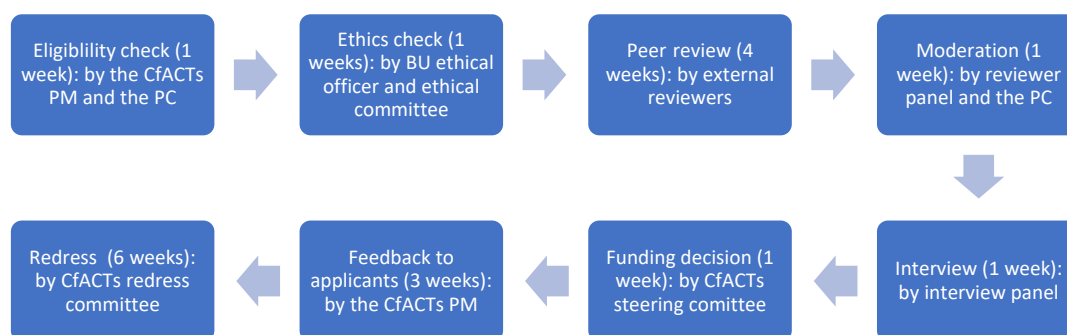 Eligiblility check (1
week): by the CfACTs
PM and the PC
Ethics check (1
weeks): by BU ethical
officer and ethical
committee
Peer review (4
weeks): by external
reviewers
Moderation (1
week): by reviewer
panel and the PC
Interview (1 week):
by interview panel
Funding decision (1
week): by CfACTs
steering comittee
Feedback to
applicants (3 weeks):
by the CfACTs PM
Redress (6 weeks):
by CfACTs redress
committee